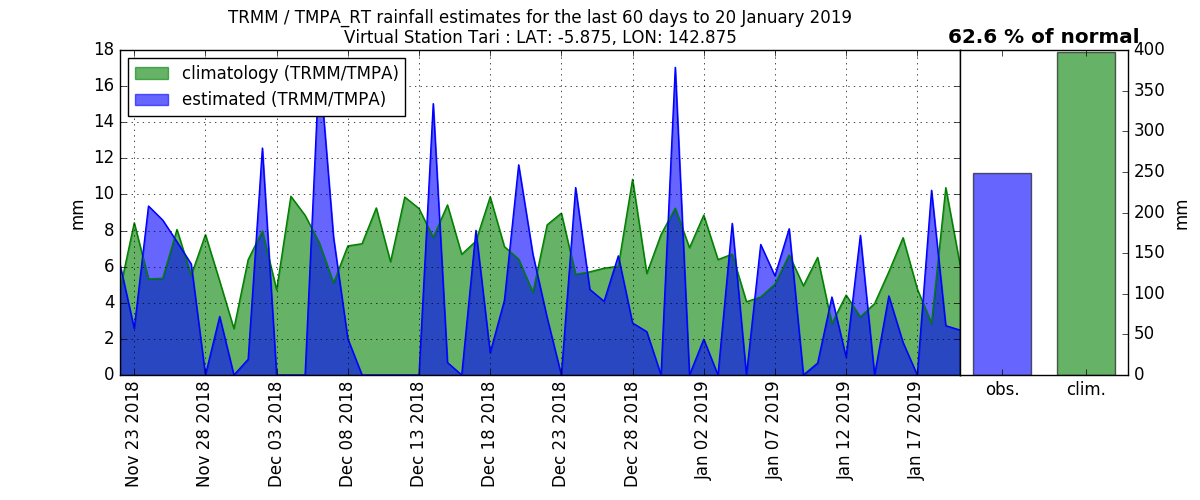 TRMM / TMPA_RT rainfall estimates for the last 60 days to 20 January 2019
Virtual Station Tari : LAT: -5.875, LON: 142.875
62.6 % of normal
climatology (TRMM/TMPA)
estimated (TRMM/TMPA)
mm
18
16
14
12
10
8
6
4
2
0
Nov 23 2018
Nov 28 2018
Dec 03 2018
Dec 08 2018
Dec 13 2018
Dec 18 2018
Dec 23 2018
Dec 28 2018
Jan 02 2019
Jan 07 2019
Jan 12 2019
Jan 17 2019
obs.
clim.
400
350
300
250
200
150
100
50
0
mm